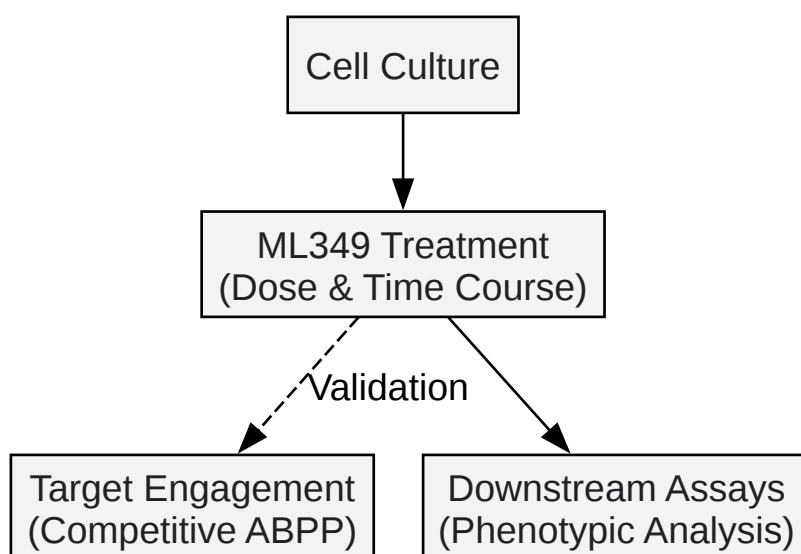 Cell Culture
ML349 Treatment
(Dose & Time Course)
Validation
Target Engagement
(Competitive ABPP)
Downstream Assays
(Phenotypic Analysis)